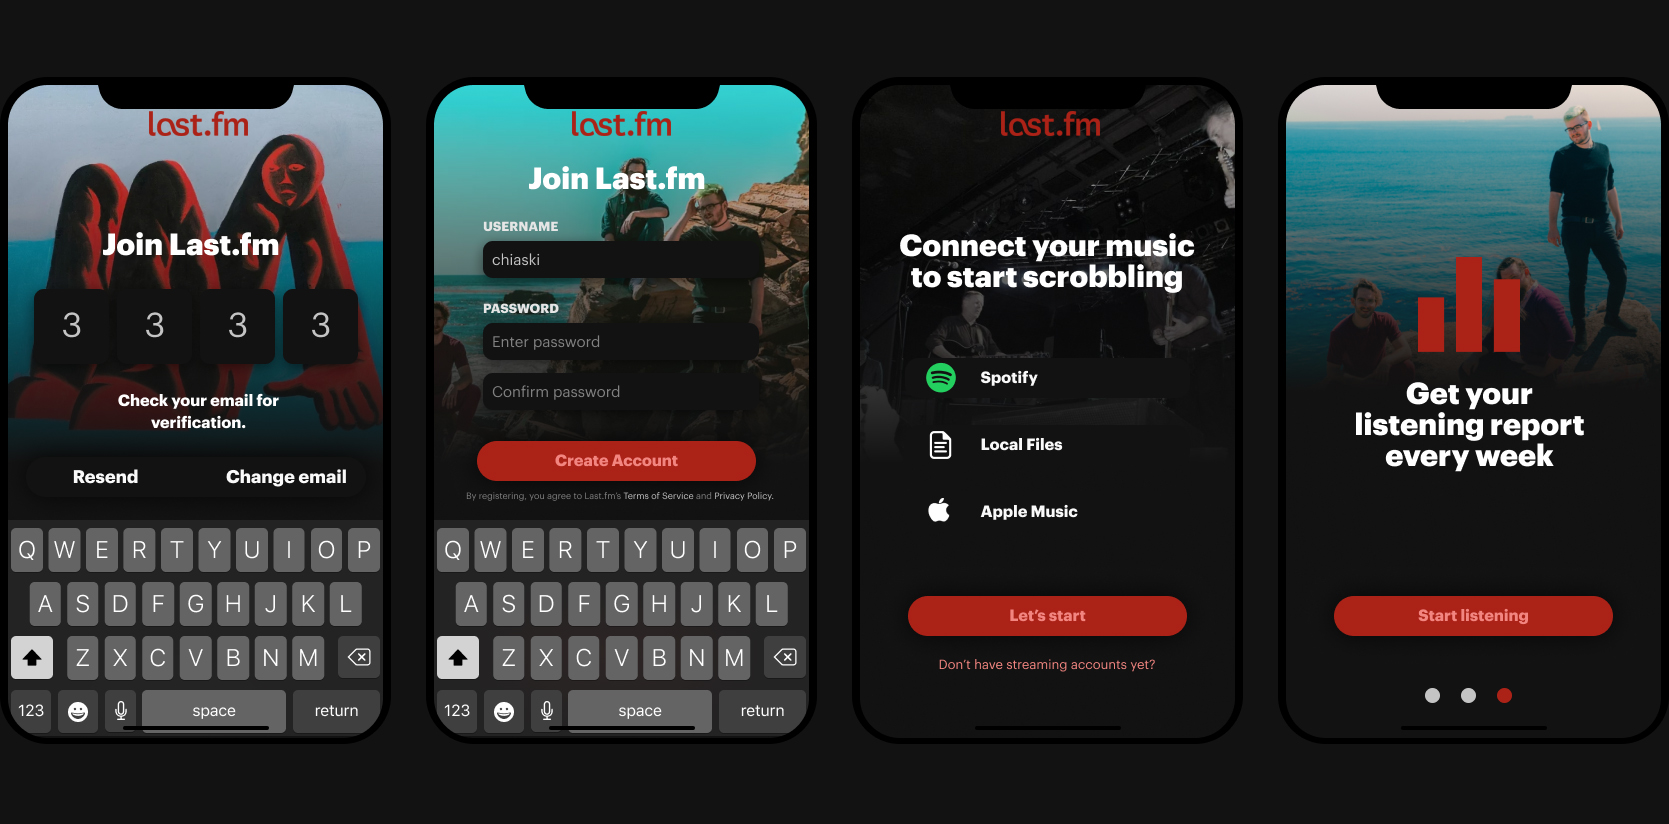 last.fm
Join Last.fm
3 3 3 3
Check your email for
verification.
Resend Change email
Q W E R T Y U I O P
A S D F G H J K L
Z X C V B N M
123 space return
last.fm
Join Last.fm
USERNAME
chiaski
PASSWORD
Enter password
Confirm password
Create Account
By registering, you agree to Last.fm's Terms of Service and Privacy Policy.
Q W E R T Y U I O P
A S D F G H J K L
Z X C V B N M
123 space return
last.fm
Connect your music
to start scrobbling
Spotify
Local Files
Apple Music
Let's start
Don't have streaming accounts yet?
Get your
listening report
every week
Start listening